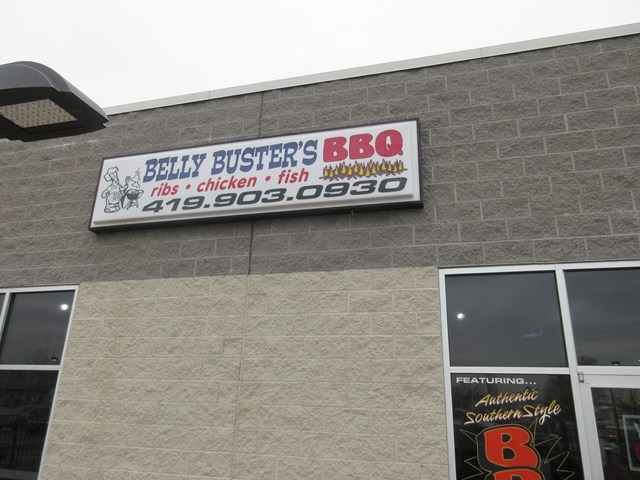 BELLY BUSTER'S BBQ
ribs • chicken • fish
419.903.0930
FEATURING...
Authentic
Southern Style